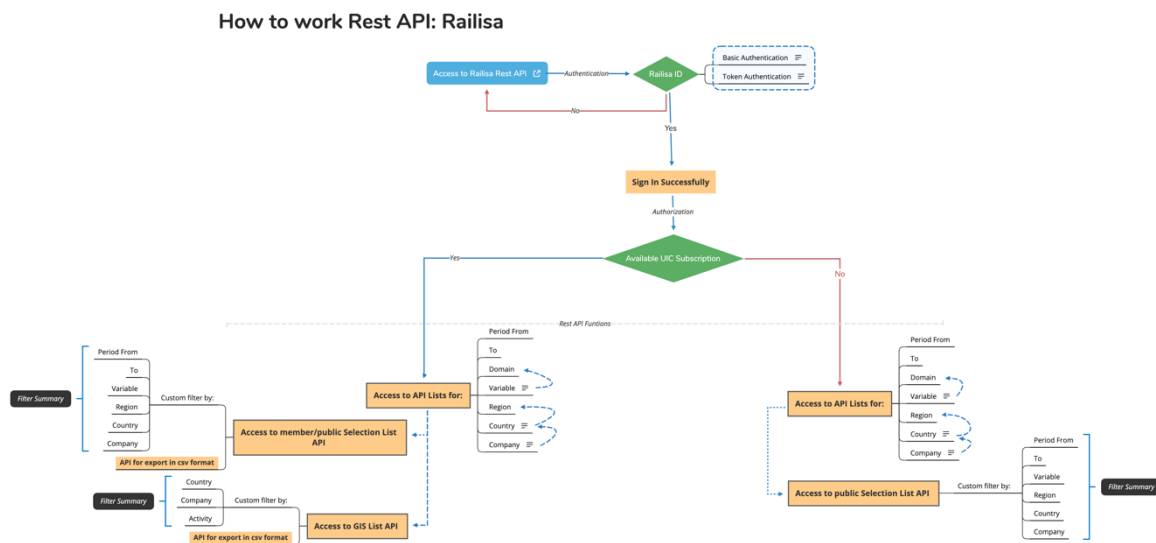 How to work Rest API: Railisa
Access to Railisa Rest API
Authentication
Railisa ID
Basic Authentication
Token Authentication
No
Yes
Sign In Successfully
Authorization
Available UIC Subscription
Yes
No
Rest API Funtions
Period From
To
Domain
Variable
Region
Country
Company
Access to API Lists for:
Period From
To
Variable
Region
Country
Company
Filter Summary
Custom filter by:
Access to member/public Selection List
API
API for export in csv format
Country
Company
Activity
Filter Summary
Custom filter by:
Access to GIS List API
API for export in csv format
Period From
To
Domain
Variable
Region
Country
Company
Access to API Lists for:
Access to public Selection List API
Custom filter by:
Period From
To
Variable
Region
Country
Company
Filter Summary